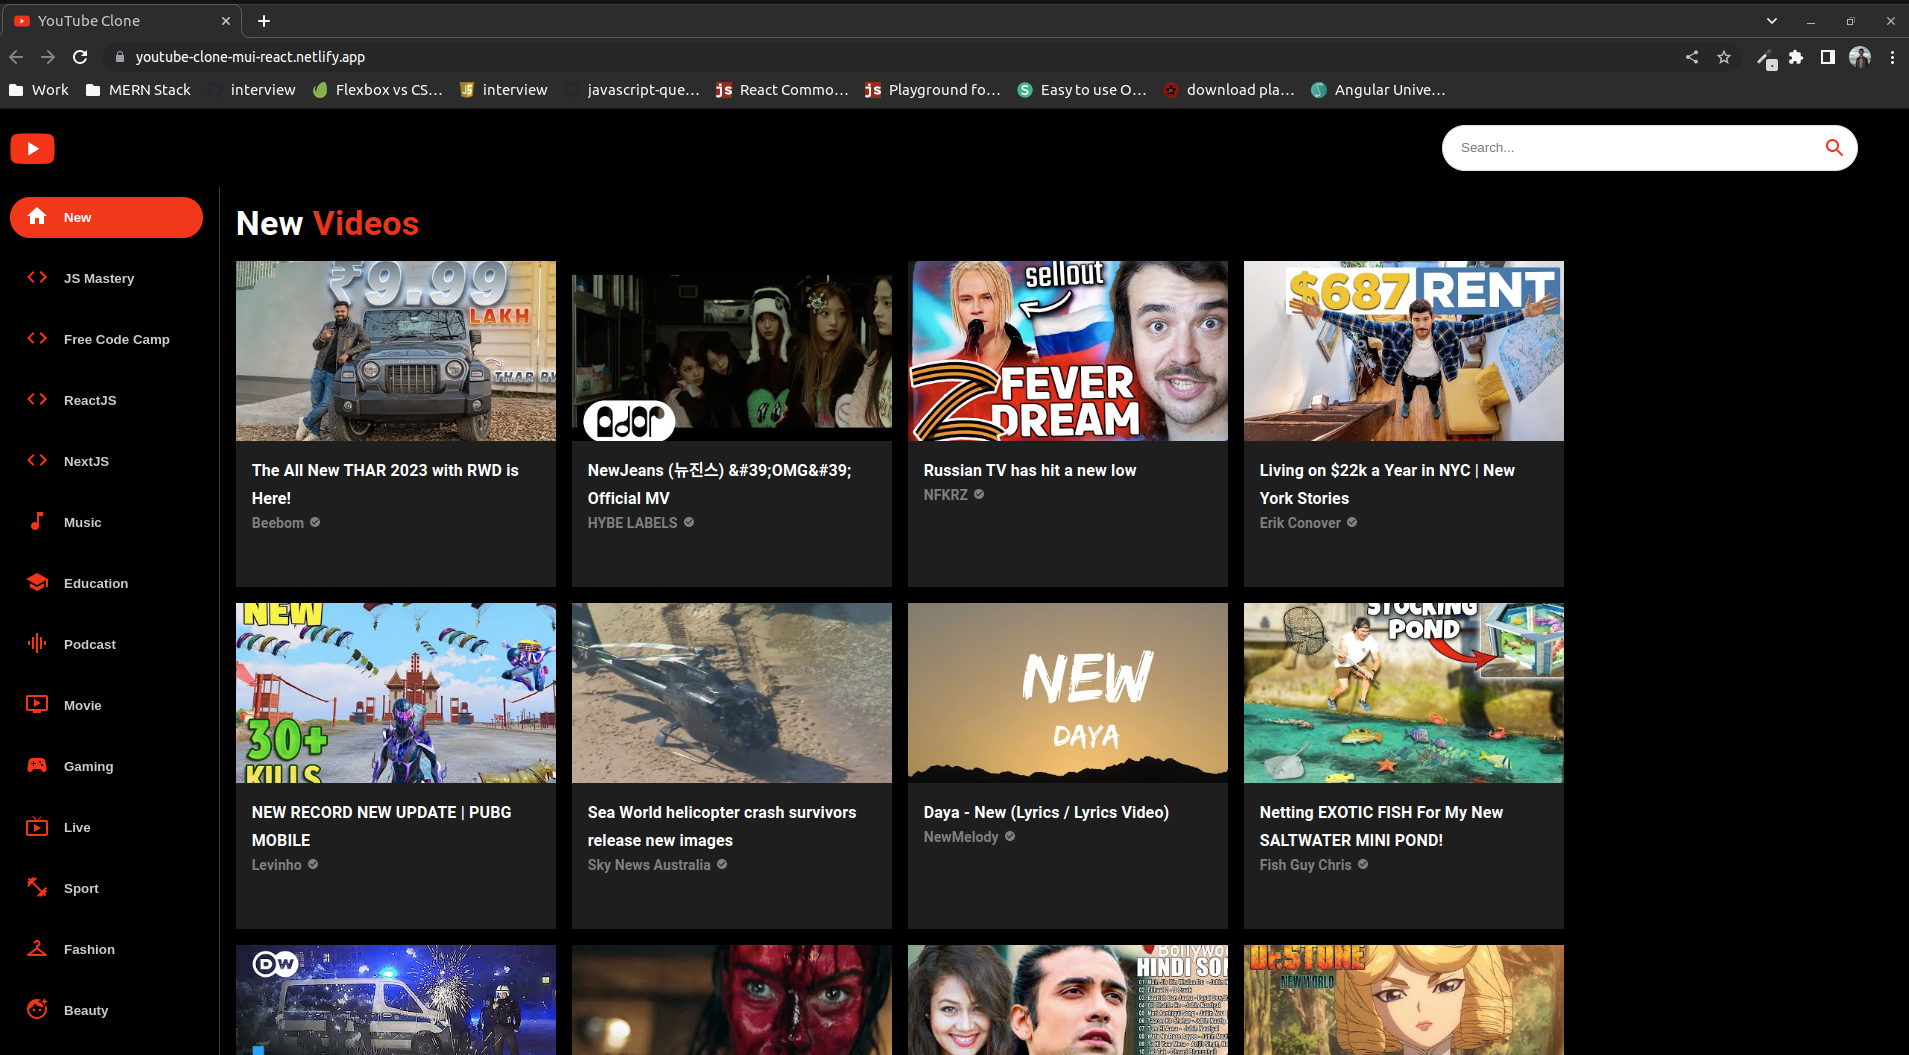 YouTube Clone
youtube-clone-mui-react.netlify.app
Work
MERN Stack
interview
Flexbox vs CS…
interview
javascript-que…
React Commo…
Playground fo…
Easy to use O…
download pla…
Angular Unive…
Search...
New
JS Mastery
Free Code Camp
ReactJS
NextJS
Music
Education
Podcast
Movie
Gaming
Live
Sport
Fashion
Beauty
New Videos
₹9.99
LAKH
THAR RW
ador
sellout
FEVER
DREAM
$687 RENT
The All New THAR 2023 with RWD is
Here!
Beebom
NewJeans (뉴진스) &#39;OMG&#39;
Official MV
HYBE LABELS
Russian TV has hit a new low
NFKRZ
Living on $22k a Year in NYC | New
York Stories
Erik Conover
NEW
30+
KILLS
NEW
DAYA
STOCKING
POND
NEW RECORD NEW UPDATE | PUBG
MOBILE
Levinho
Sea World helicopter crash survivors
release new images
Sky News Australia
Daya - New (Lyrics / Lyrics Video)
NewMelody
Netting EXOTIC FISH For My New
SALTWATER MINI POND!
Fish Guy Chris
DW
Bollywo
HINDI SON
Dr.STONE
NEW WORLD